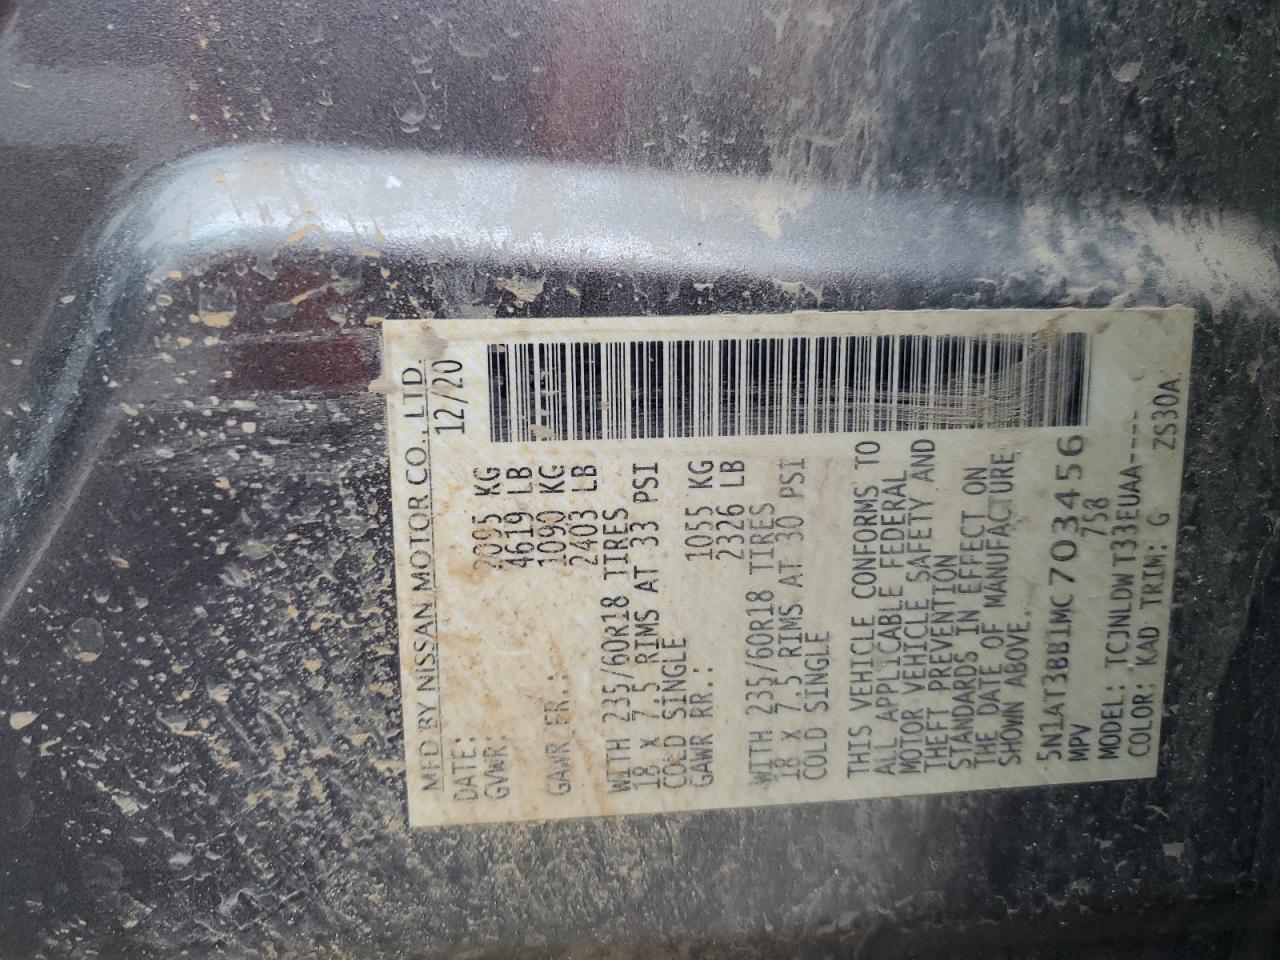 MFD BY NISSAN MOTOR CO., LTD.
DATE: 12/20
GVWR: 2095 KG
4619 LB
GAWR FR.: 1090 KG
2403 LB
WITH 235/60R18 TIRES
18 X 7.5 RIMS AT 33 PSI
COLD SINGLE
GAWR RR.: 1055 KG
2326 LB
WITH 235/60R18 TIRES
18 X 7.5 RIMS AT 30 PSI
COLD SINGLE
THIS VEHICLE CONFORMS TO
ALL APPLICABLE FEDERAL
MOTOR VEHICLE SAFETY AND
THEFT PREVENTION
STANDARDS IN EFFECT ON
THE DATE OF MANUFACTURE
SHOWN ABOVE.
5N1AT3BB1MC703456
MPV 758
MODEL: TCJNLDWT33EUAA----
COLOR: KAD TRIM: G ZS30A